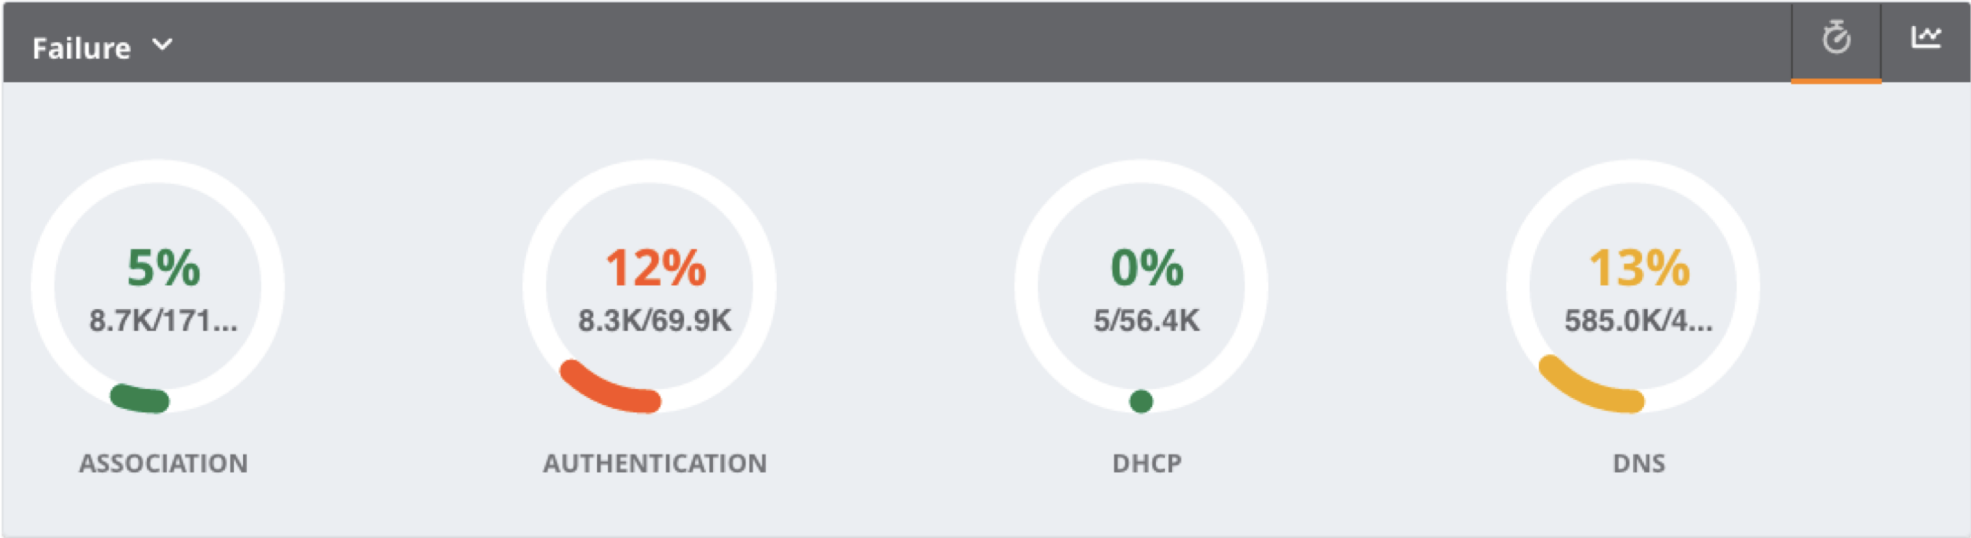 Failure
5%
8.7K/171...
ASSOCIATION
12%
8.3K/69.9K
AUTHENTICATION
0%
5/56.4K
DHCP
13%
585.0K/4...
DNS